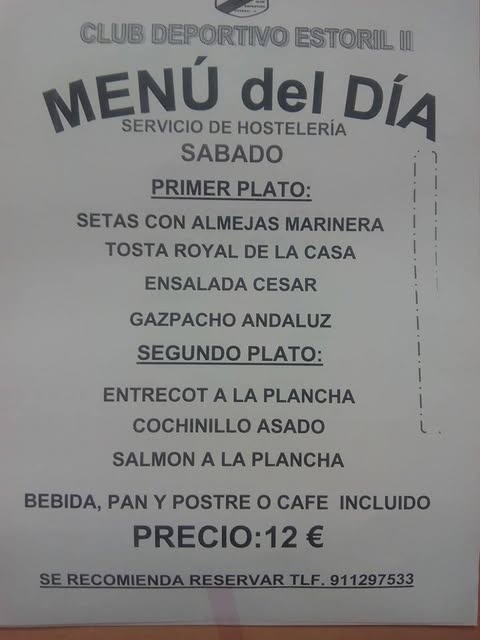 CLUB DEPORTIVO ESTORIL II
MENÚ del DÍA
SERVICIO DE HOSTELERÍA
SABADO
PRIMER PLATO:
SETAS CON ALMEJAS MARINERA
TOSTA ROYAL DE LA CASA
ENSALADA CESAR
GAZPACHO ANDALUZ
SEGUNDO PLATO:
ENTRECOT A LA PLANCHA
COCHINILLO ASADO
SALMON A LA PLANCHA
BEBIDA, PAN Y POSTRE O CAFE INCLUIDO
PRECIO:12 €
SE RECOMIENDA RESERVAR TLF. 911297533